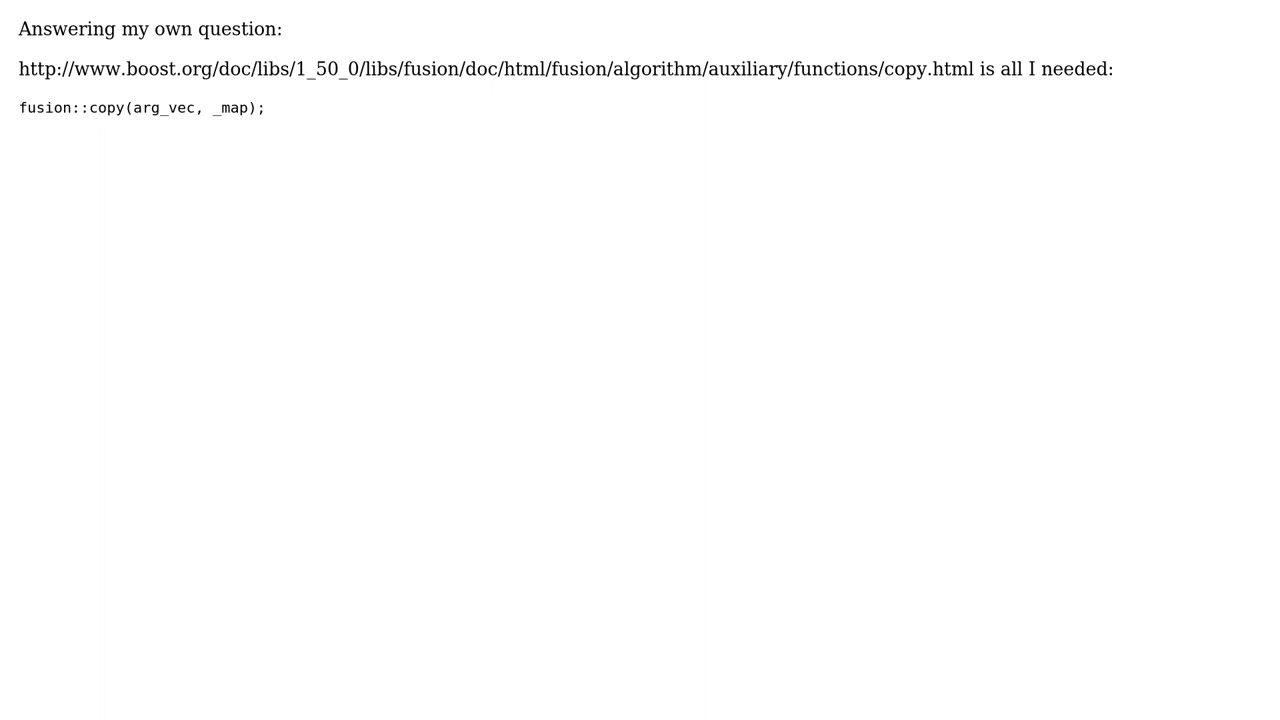 Answering my own question:
http://www.boost.org/doc/libs/1_50_0/libs/fusion/doc/html/fusion/algorithm/auxiliary/functions/copy.html is all I needed:
fusion::copy(arg_vec, _map);